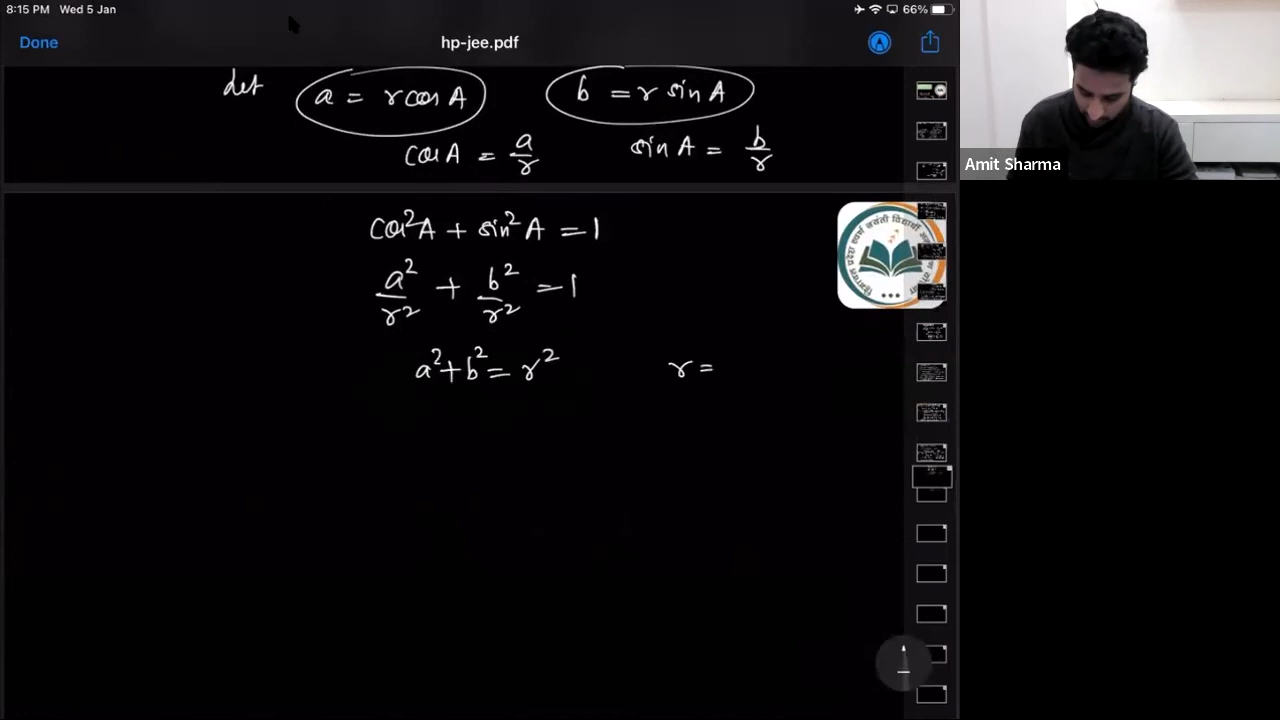 8:15 PM Wed 5 Jan
66%
Done
hp-jee.pdf
det a = r cos A b = r sin A
cos A = a/r sin A = b/r
Amit Sharma
cos²A + sin²A = 1
a²/r² + b²/r² = 1
a² + b² = r² r =